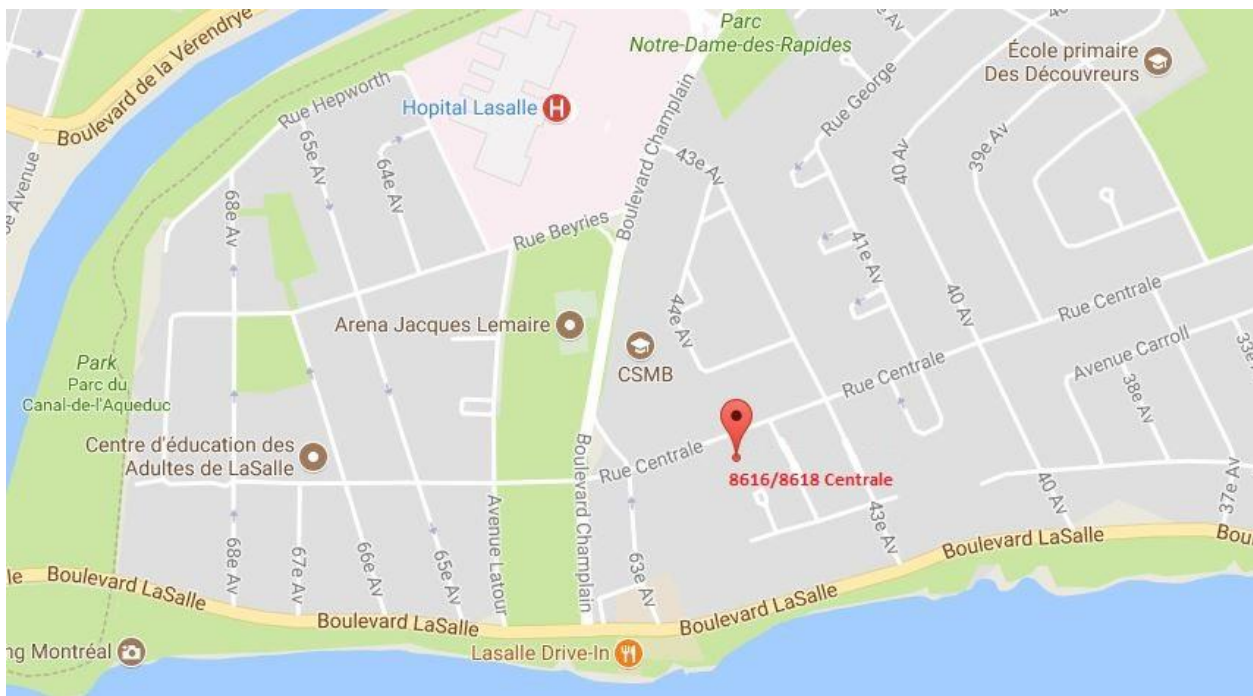 Parc
Notre-Dame-des-Rapides
École primaire
Des Découvreurs
Boulevard de la Vérendrye
Rue Hepworth
Hopital Lasalle
H
Rue George
40 Av
39e Av
Boulevard Champlain
43e Av
65e Av
64e Av
68e Av
Rue Beyries
41e Av
40 Av
Rue Centrale
44e Av
Arena Jacques Lemaire
CSMB
Avenue Carroll
Park
Parc du
Canal-de-l'Aqueduc
Rue Centrale
38e Av
Centre d'éducation des
Adultes de LaSalle
Boulevard Champlain
Rue Centrale
8616/8618 Centrale
37e Av
40 Av
43e Av
Avenue Latour
68e Av
67e Av
66e Av
65e Av
63e Av
Boulevard LaSalle
Boulevard LaSalle
Boulevard LaSalle
Boulevard LaSalle
ng Montréal
Lasalle Drive-In